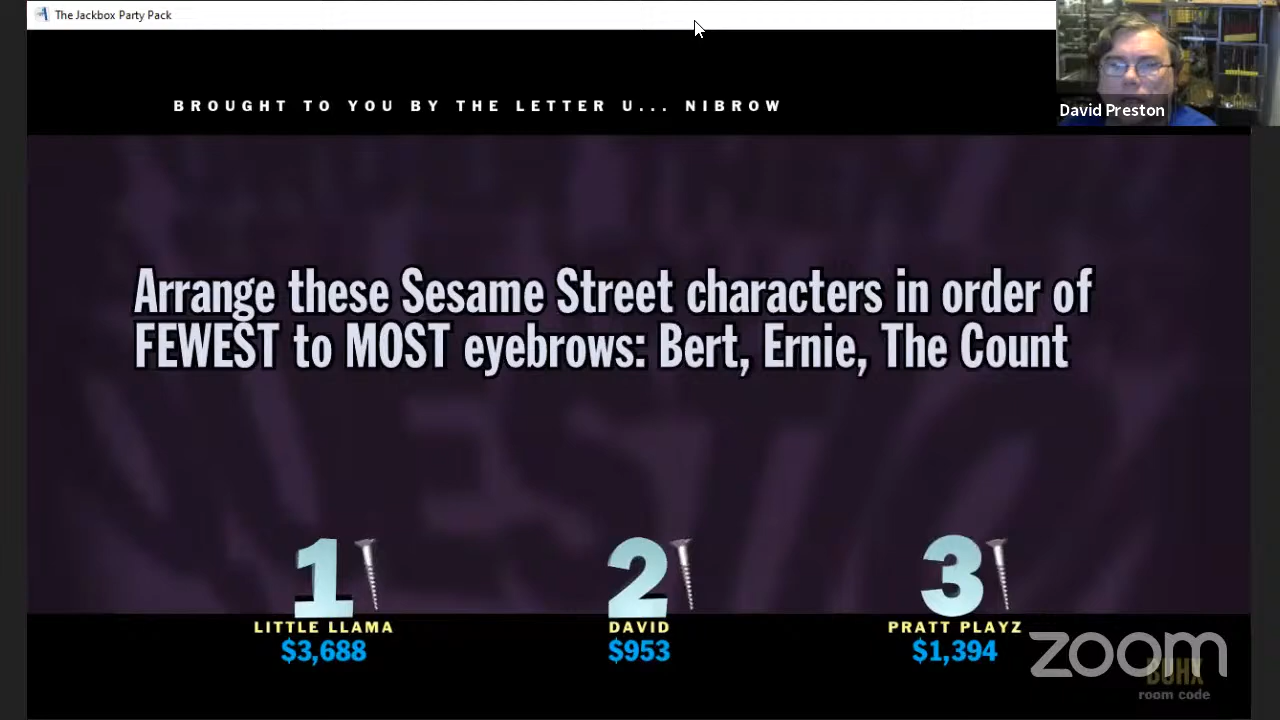 The Jackbox Party Pack
BROUGHT TO YOU BY THE LETTER U... NIBROW
David Preston
Arrange these Sesame Street characters in order of
FEWEST to MOST eyebrows: Bert, Ernie, The Count
1 2 3
LITTLE LLAMA DAVID PRATT PLAYZ
$3,688 $953 $1,394
zoom
BUHX
room code